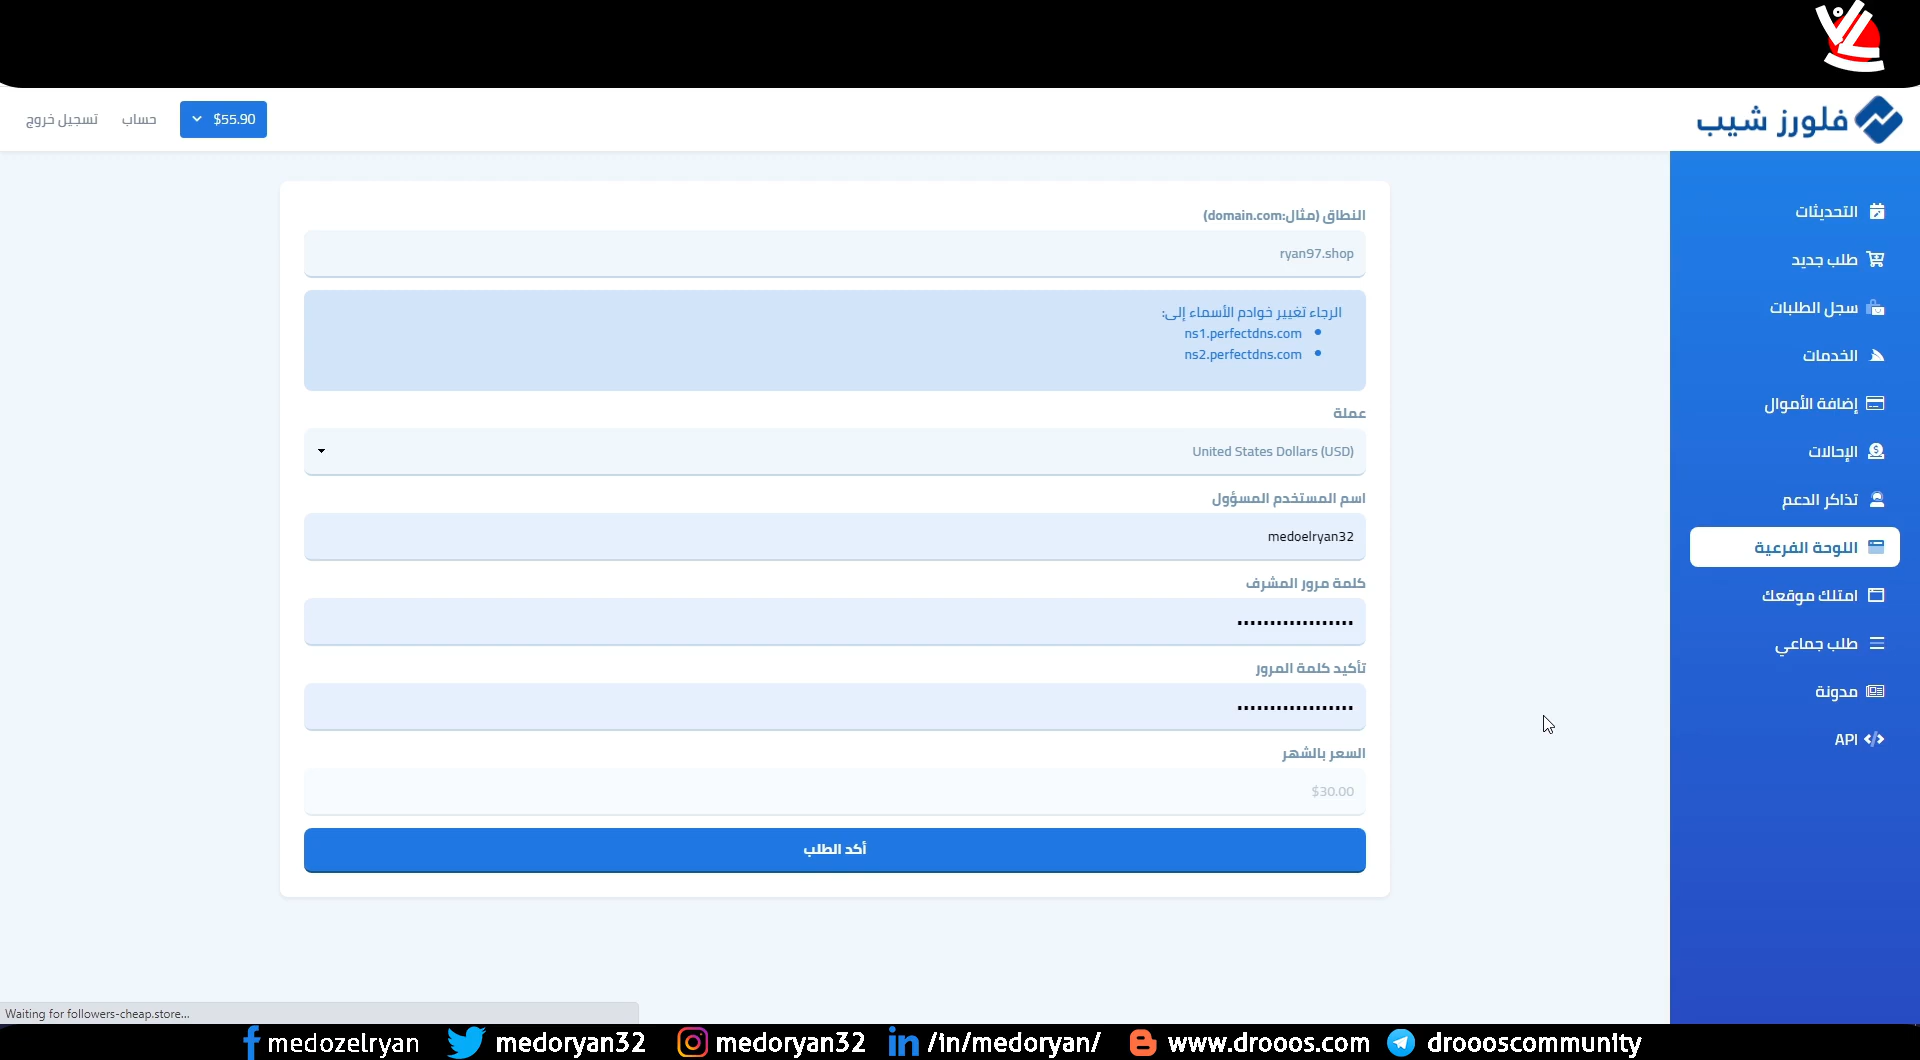 فلورز شيب
$55.90
حساب
تسجيل خروج
التحديثات
طلب جديد
سجل الطلبات
الخدمات
إضافة الأموال
الإحالات
تذاكر الدعم
اللوحة الفرعية
امتلك موقعك
طلب جماعي
مدونة
API
النطاق (مثال:domain.com)
ryan97.shop
الرجاء تغيير خوادم الأسماء إلى:
ns1.perfectdns.com
ns2.perfectdns.com
عملة
United States Dollars (USD)
اسم المستخدم المسؤول
medoelryan32
كلمة مرور المشرف
••••••••••••••••••
تأكيد كلمة المرور
••••••••••••••••••
السعر بالشهر
$30.00
أكد الطلب
Waiting for followers-cheap.store...
medozelryan medoryan32 medoryan32 /in/medoryan/ www.drooos.com droooscommunity